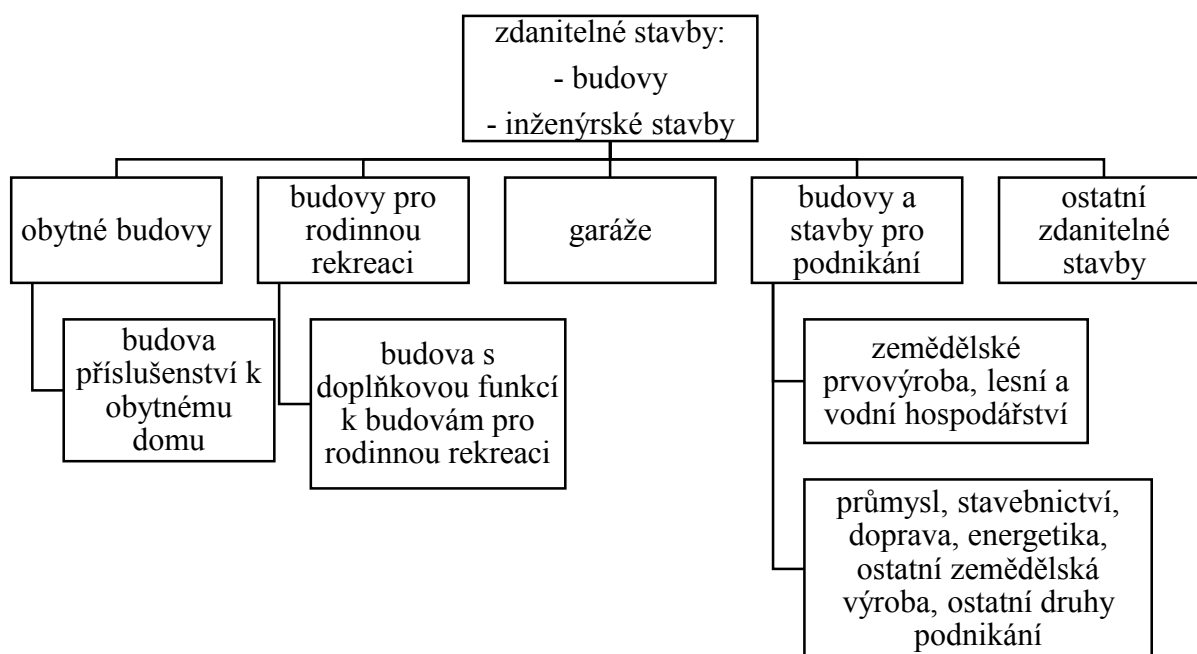 zdanitelné stavby:
- budovy
- inženýrské stavby
obytné budovy
budovy pro
rodinnou
rekreaci
garáže
budovy a
stavby pro
podnikání
ostatní
zdanitelné
stavby
budova
příslušenství k
obytnému
domu
budova s
doplňkovou funkcí
k budovám pro
rodinnou rekreaci
zemědělské
prvovýroba, lesní a
vodní hospodářství
průmysl, stavebnictví,
doprava, energetika,
ostatní zemědělská
výroba, ostatní druhy
podnikání